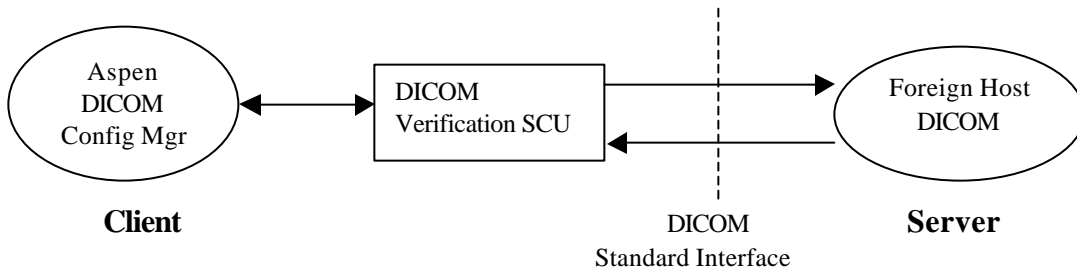 Aspen
DICOM
Config Mgr
DICOM
Verification SCU
Foreign Host
DICOM
Client
DICOM
Standard Interface
Server